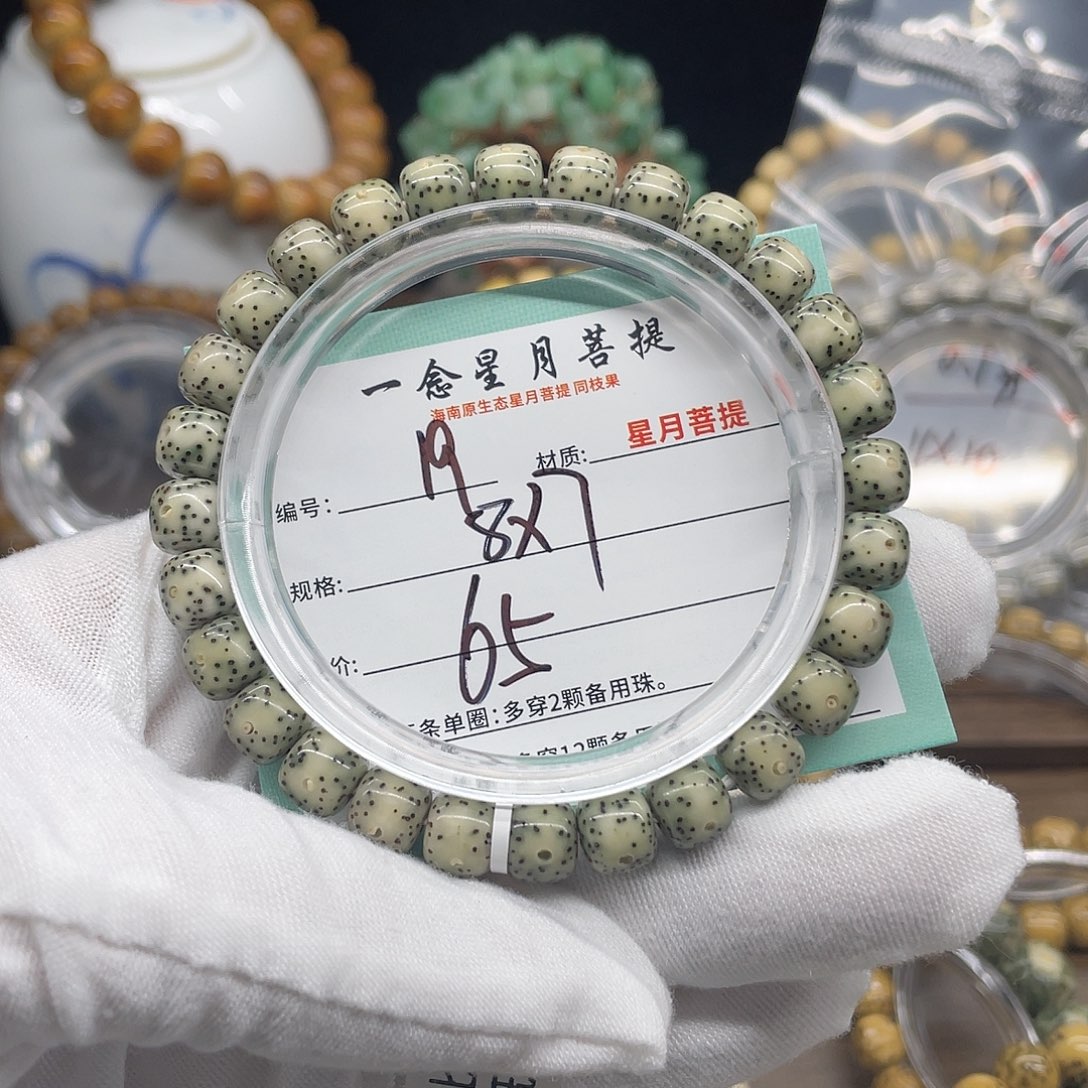 一念星月菩提
海南原生态星月菩提 同枝果
编号: 19 材质: 星月菩提
规格: 8X7
价: 65
条单圈:多穿2颗备用珠。